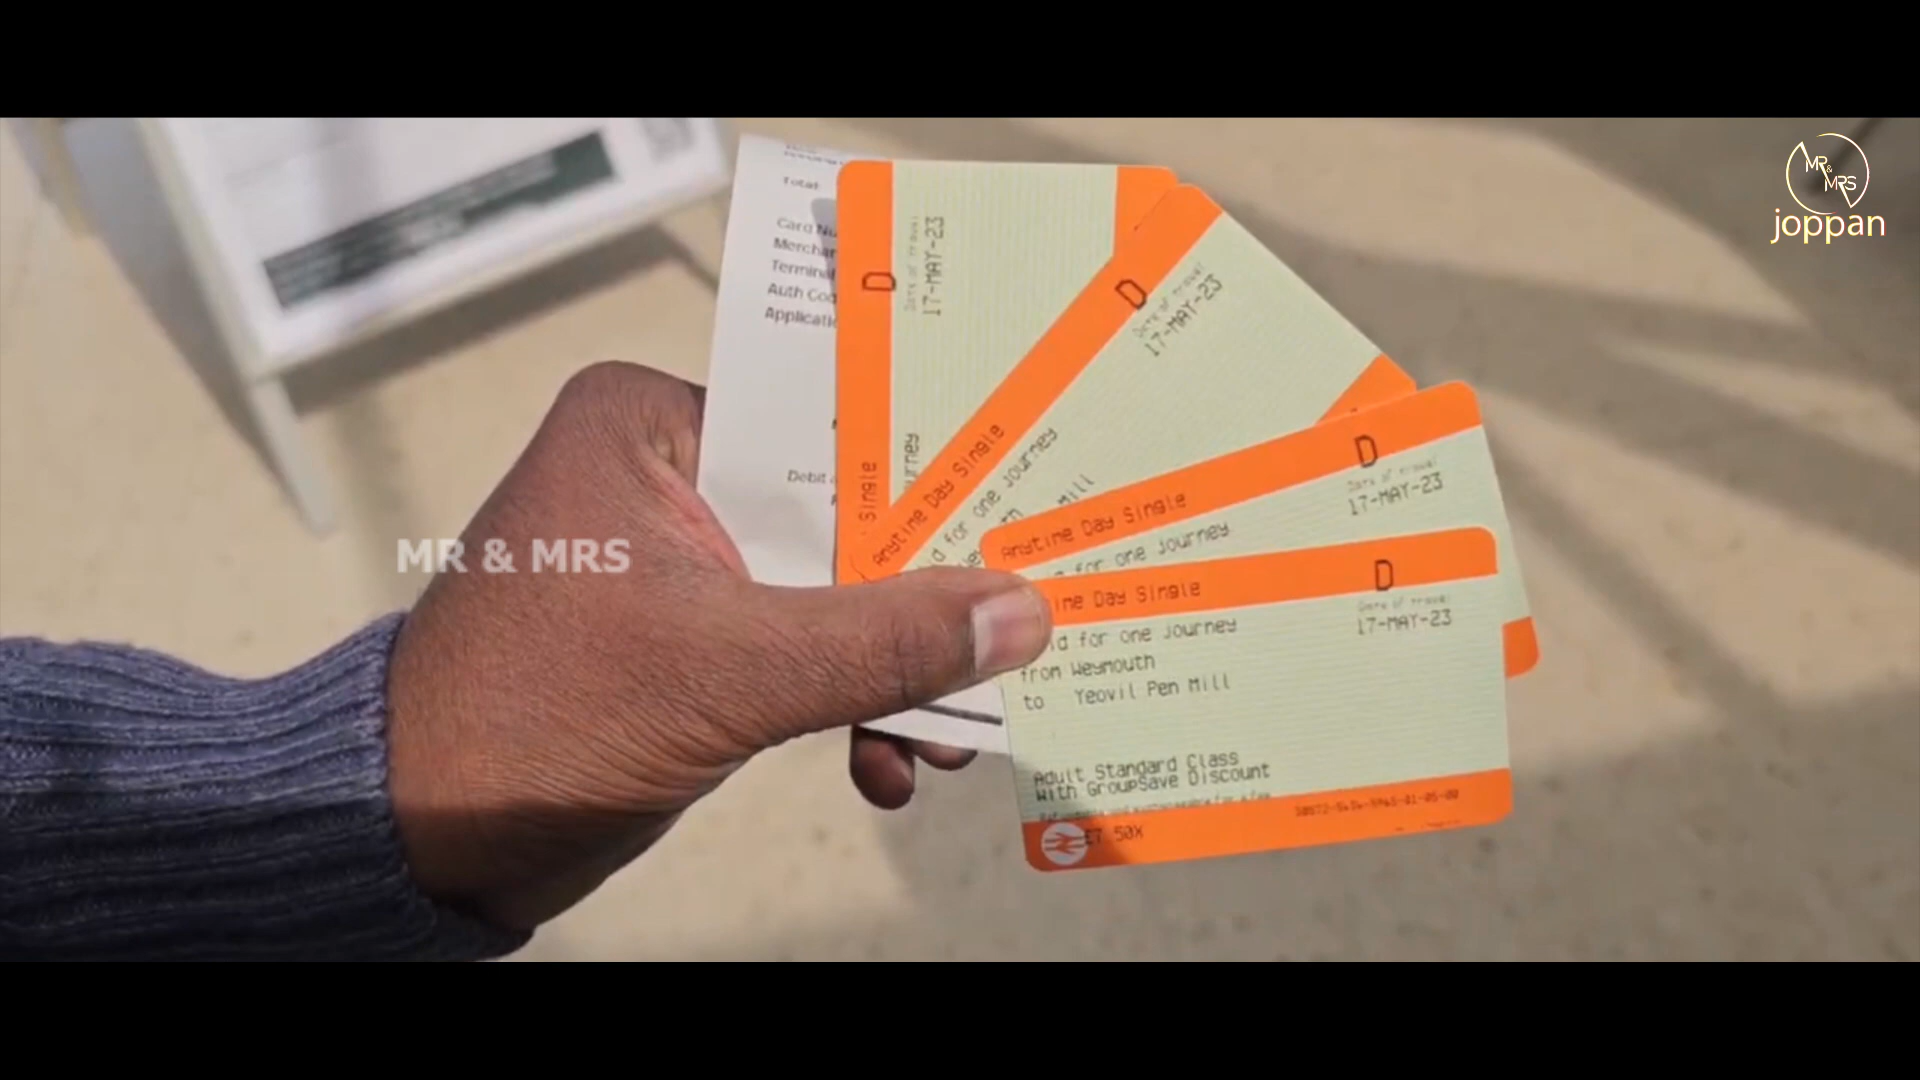 MR
&
MRS
joppan
Total
Card Nu
Merchan
Terminal
Auth Cod
Applicatio
Debit
D
Date of travel
17-MAY-23
urney
Single
D
Date of travel
17-MAY-23
Anytime Day Single
d for one journey
Mill
D
Date of travel
17-MAY-23
Anytime Day Single
for one journey
MR & MRS
D
ime Day Single
Date of travel
17-MAY-23
id for one journey
from Weymouth
to Yeovil Pen Mill
Adult Standard Class
With GroupSave Discount
£7.50X